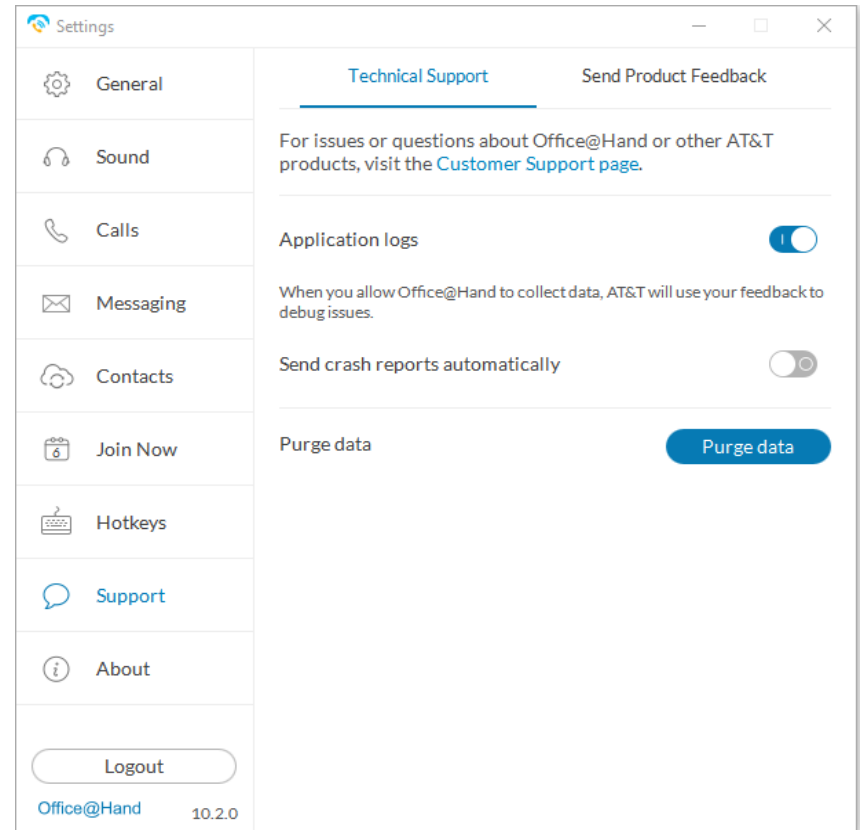 Settings
General
Sound
Calls
Messaging
Contacts
6
Join Now
Hotkeys
Support
i
About
Logout
Office@Hand
10.2.0
Technical Support
Send Product Feedback
For issues or questions about Office@Hand or other AT&T
products, visit the Customer Support page.
Application logs
When you allow Office@Hand to collect data, AT&T will use your feedback to
debug issues.
Send crash reports automatically
Purge data
Purge data